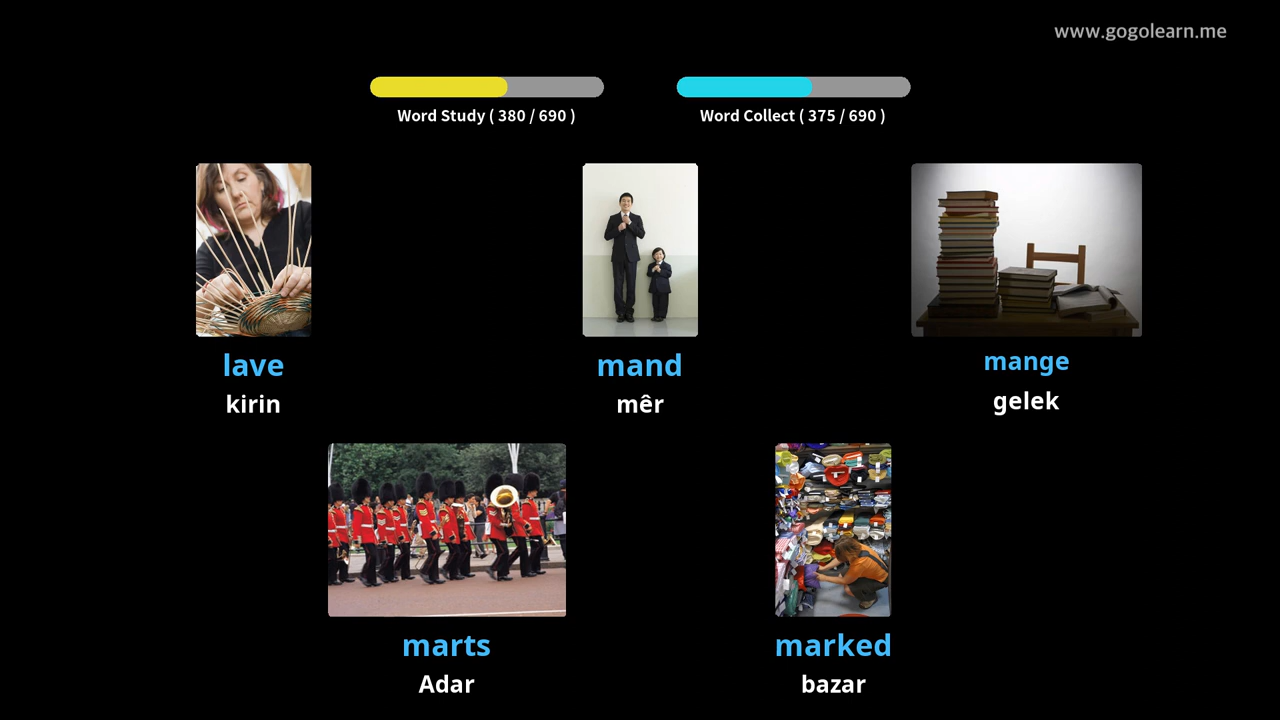 www.gogolearn.me
Word Study ( 380 / 690 )
Word Collect ( 375 / 690 )
lave
kirin
mand
mêr
mange
gelek
marts
Adar
marked
bazar